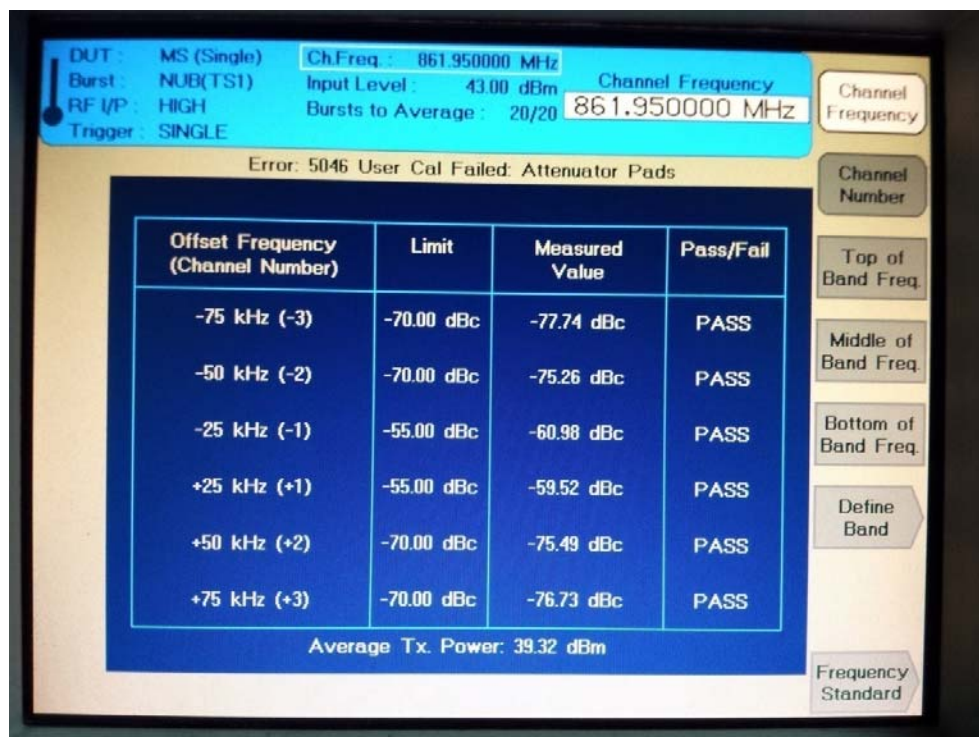 DUT : MS (Single)
Burst : NUB(TS1)
RF I/P : HIGH
Trigger : SINGLE
Ch.Freq. : 861.950000 MHz
Input Level : 43.00 dBm
Bursts to Average : 20/20
Channel Frequency
861.950000 MHz
Error: 5046 User Cal Failed: Attenuator Pads
Offset Frequency (Channel Number) Limit Measured Value Pass/Fail
-75 kHz (-3) -70.00 dBc -77.74 dBc PASS
-50 kHz (-2) -70.00 dBc -75.26 dBc PASS
-25 kHz (-1) -55.00 dBc -60.98 dBc PASS
+25 kHz (+1) -55.00 dBc -59.52 dBc PASS
+50 kHz (+2) -70.00 dBc -75.49 dBc PASS
+75 kHz (+3) -70.00 dBc -76.73 dBc PASS
Average Tx. Power: 39.32 dBm
Channel
Frequency
Channel
Number
Top of
Band Freq.
Middle of
Band Freq.
Bottom of
Band Freq.
Define
Band
Frequency
Standard